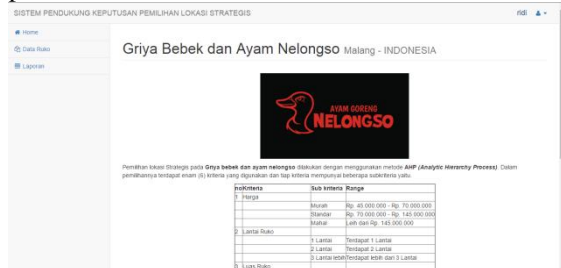 SISTEM PENDUKUNG KEPUTUSAN PEMILIHAN LOKASI STRATEGIS
ridi
Home
Data Ruko
Laporan
Griya Bebek dan Ayam Nelongso Malang - INDONESIA
AYAM GORENG
NELONGSO
Pemilihan lokasi Strategis pada Griya bebek dan ayam nelongso dilakukan dengan menggunakan metode AHP (Analytic Hierarchy Process). Dalam
pemilihannya terdapat enam (6) kriteria yang digunakan dan tiap kriteria mempunyai beberapa subkriteria yaitu.
no Kriteria Sub kriteria Range
1 Harga
Murah Rp. 45.000.000 - Rp. 70.000.000
Standar Rp. 70.000.000 - Rp. 145.000.000
Mahal Leih dari Rp. 145.000.000
2 Lantai Ruko
1 Lantai Terdapat 1 Lantai
2 Lantai Terdapat 2 Lantai
3 Lantai lebih Terdapat lebih dari 3 Lantai
3 Luas Ruko